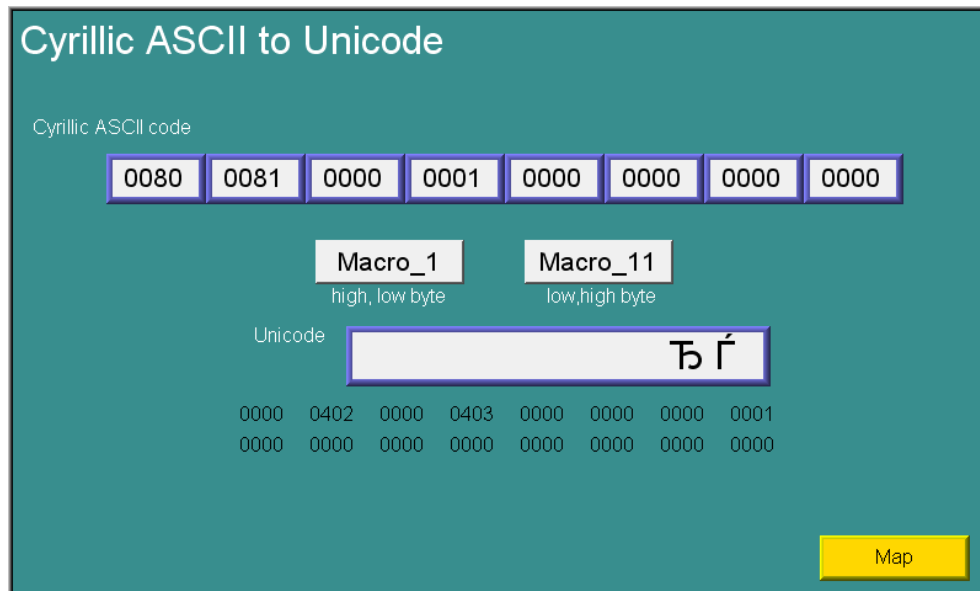 Cyrillic ASCII to Unicode
Cyrillic ASCII code
0080 0081 0000 0001 0000 0000 0000 0000
Macro_1 Macro_11
high, low byte low,high byte
Unicode Ђ Ѓ
0000 0402 0000 0403 0000 0000 0000 0001
0000 0000 0000 0000 0000 0000 0000 0000
Map